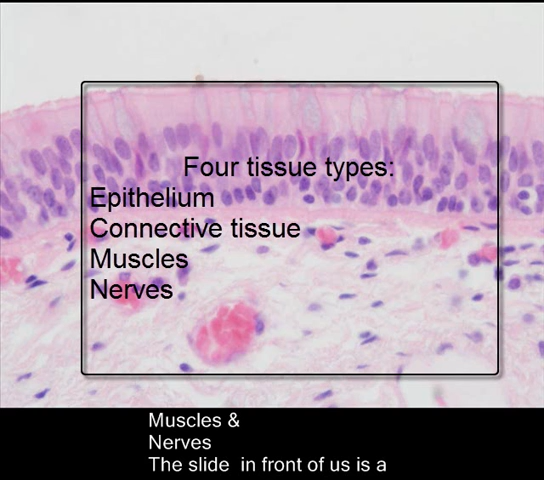 Four tissue types:
Epithelium
Connective tissue
Muscles
Nerves
Muscles &
Nerves
The slide  in front of us is a